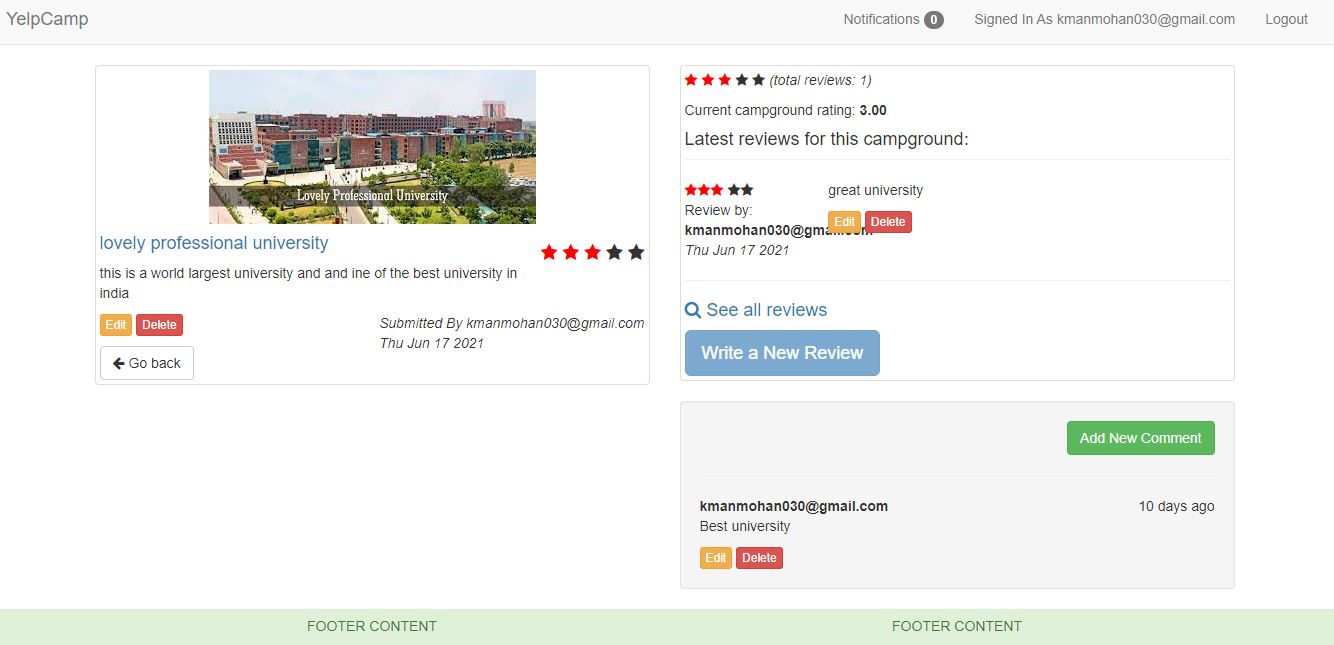 YelpCamp
Notifications 0
Signed In As kmanmohan030@gmail.com
Logout
Lovely Professional University
lovely professional university
this is a world largest university and and ine of the best university in
india
Edit
Delete
Submitted By kmanmohan030@gmail.com
Thu Jun 17 2021
Go back
(total reviews: 1)
Current campground rating: 3.00
Latest reviews for this campground:
great university
Review by:
Edit
Delete
kmanmohan030@gmail.com
Thu Jun 17 2021
See all reviews
Write a New Review
Add New Comment
kmanmohan030@gmail.com
10 days ago
Best university
Edit
Delete
FOOTER CONTENT
FOOTER CONTENT